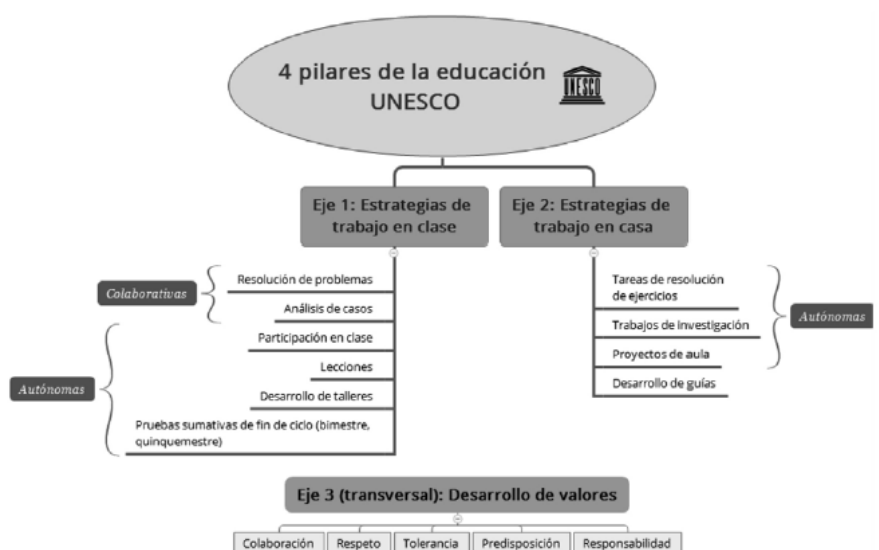 4 pilares de la educación
UNESCO
UNESCO
Eje 1: Estrategias de
trabajo en clase
Eje 2: Estrategias de
trabajo en casa
Colaborativas
Resolución de problemas
Análisis de casos
Autónomas
Participación en clase
Lecciones
Desarrollo de talleres
Pruebas sumativas de fin de ciclo (bimestre,
quinquemestre)
Tareas de resolución
de ejercicios
Trabajos de investigación
Proyectos de aula
Desarrollo de guías
Autónomas
Eje 3 (transversal): Desarrollo de valores
Colaboración
Respeto
Tolerancia
Predisposición
Responsabilidad